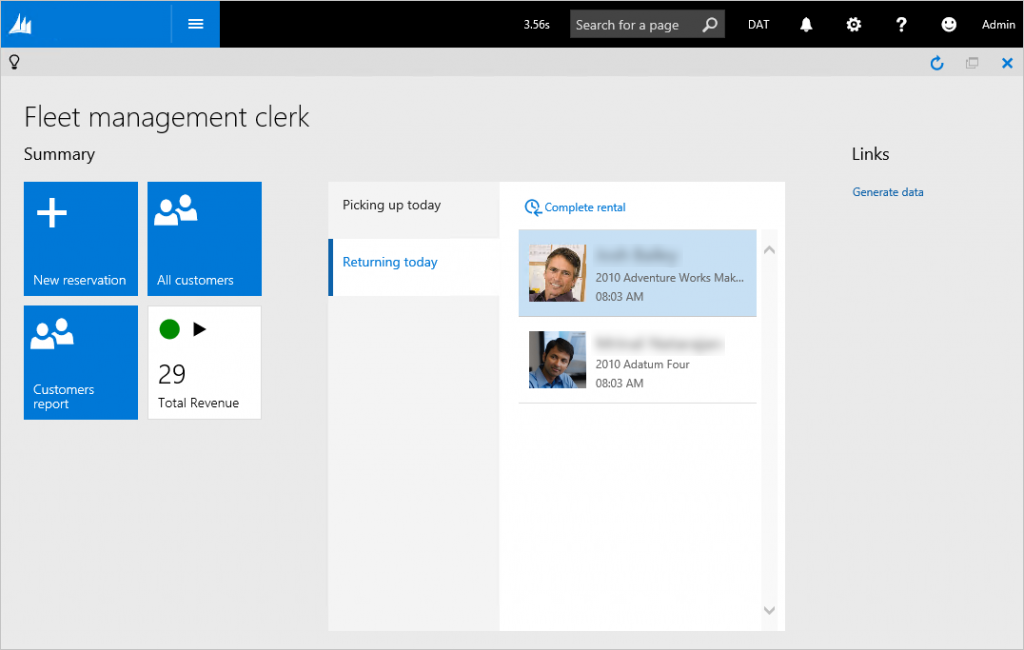 3.56s
Search for a page
DAT
?
Admin
Fleet management clerk
Summary
Links
New reservation
All customers
Customers
report
29
Total Revenue
Picking up today
Returning today
Complete rental
2010 Adventure Works Mak...
08:03 AM
2010 Adatum Four
08:03 AM
Generate data